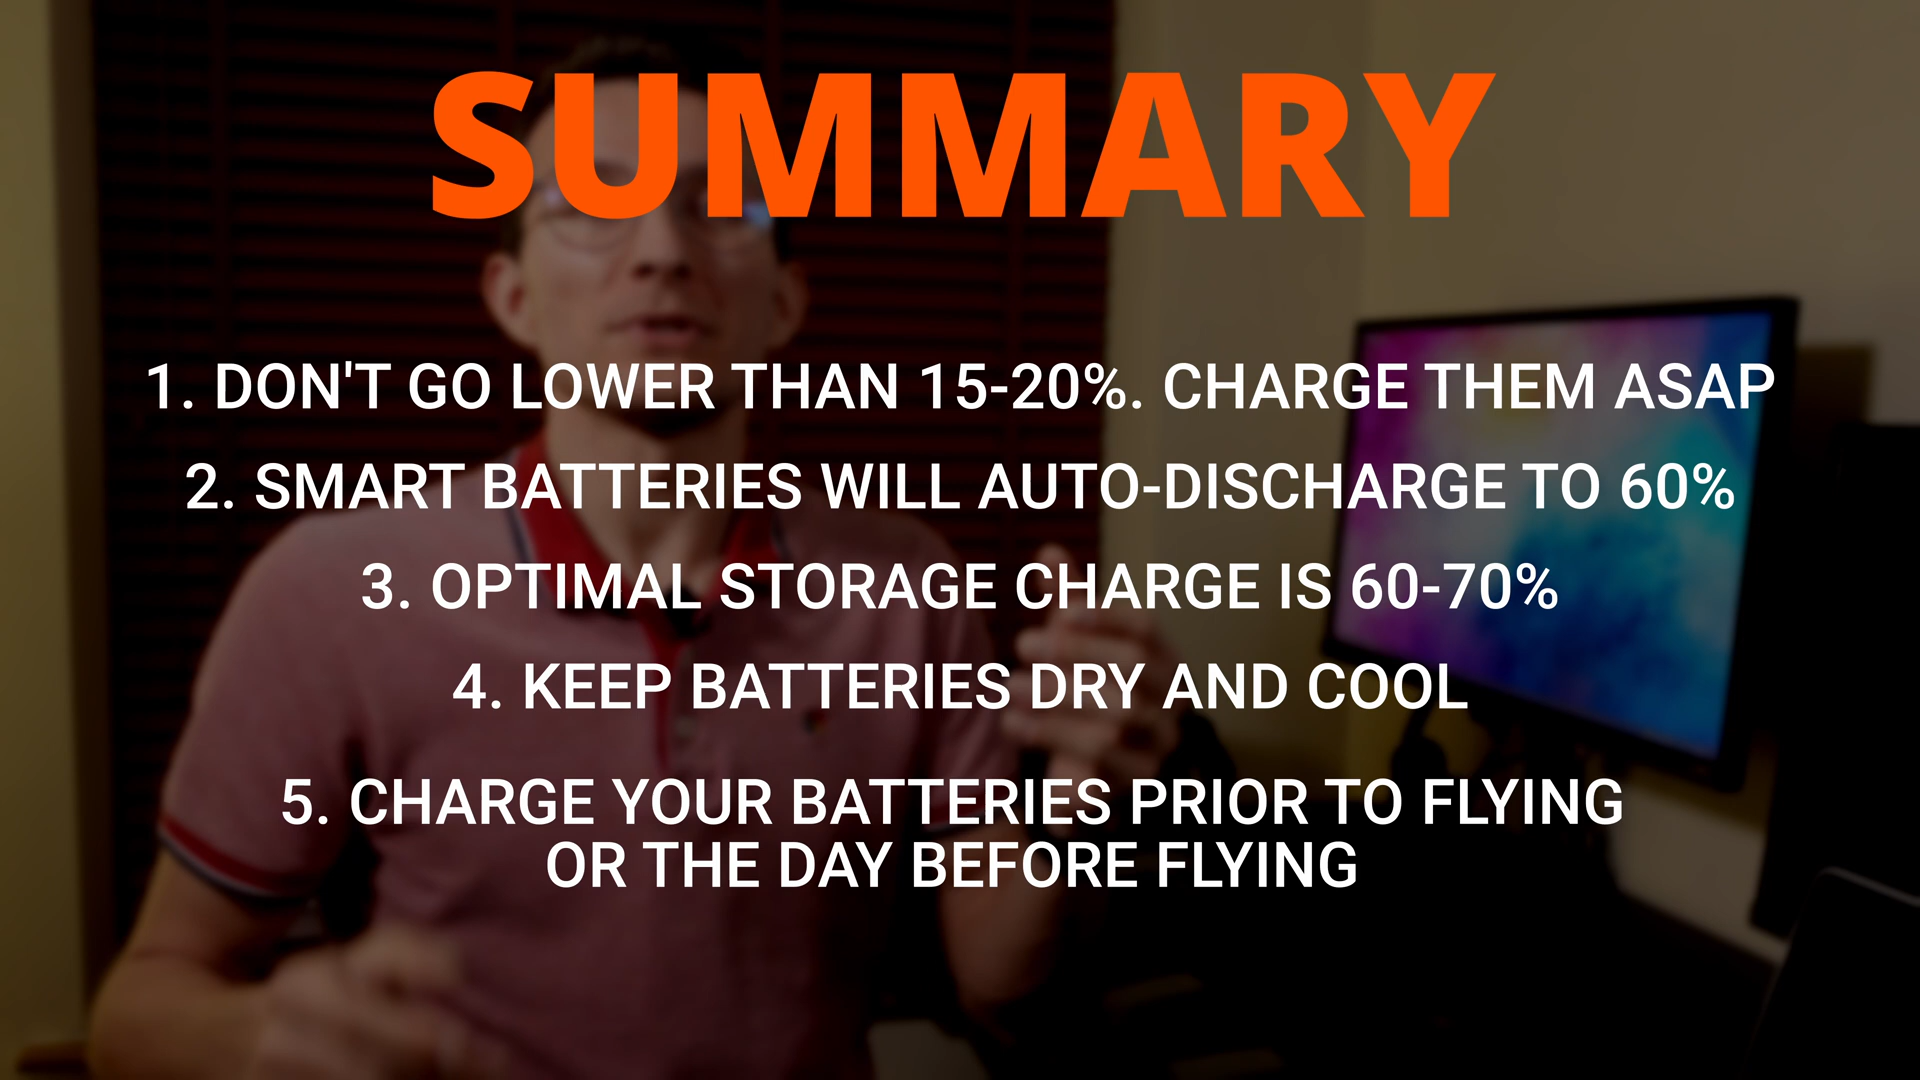 SUMMARY
1. DON'T GO LOWER THAN 15-20%. CHARGE THEM ASAP
2. SMART BATTERIES WILL AUTO-DISCHARGE TO 60%
3. OPTIMAL STORAGE CHARGE IS 60-70%
4. KEEP BATTERIES DRY AND COOL
5. CHARGE YOUR BATTERIES PRIOR TO FLYING
OR THE DAY BEFORE FLYING